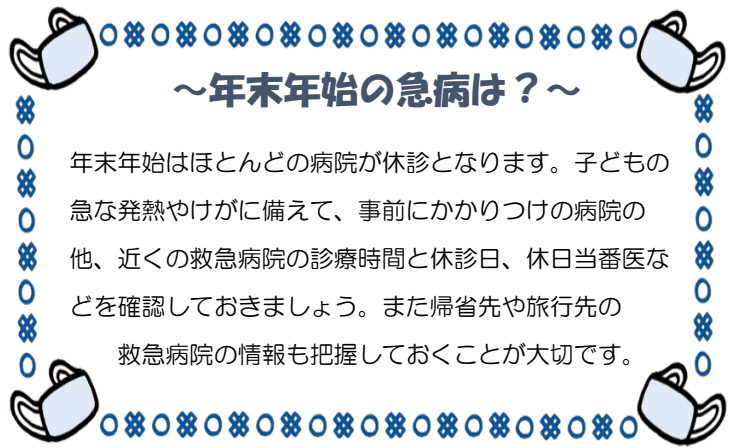 ～年末年始の急病は？～
年末年始はほとんどの病院が休診となります。子どもの
急な発熱やけがに備えて、事前にかかりつけの病院の
他、近くの救急病院の診療時間と休診日、休日当番医な
どを確認しておきましょう。また帰省先や旅行先の
救急病院の情報も把握しておくことが大切です。